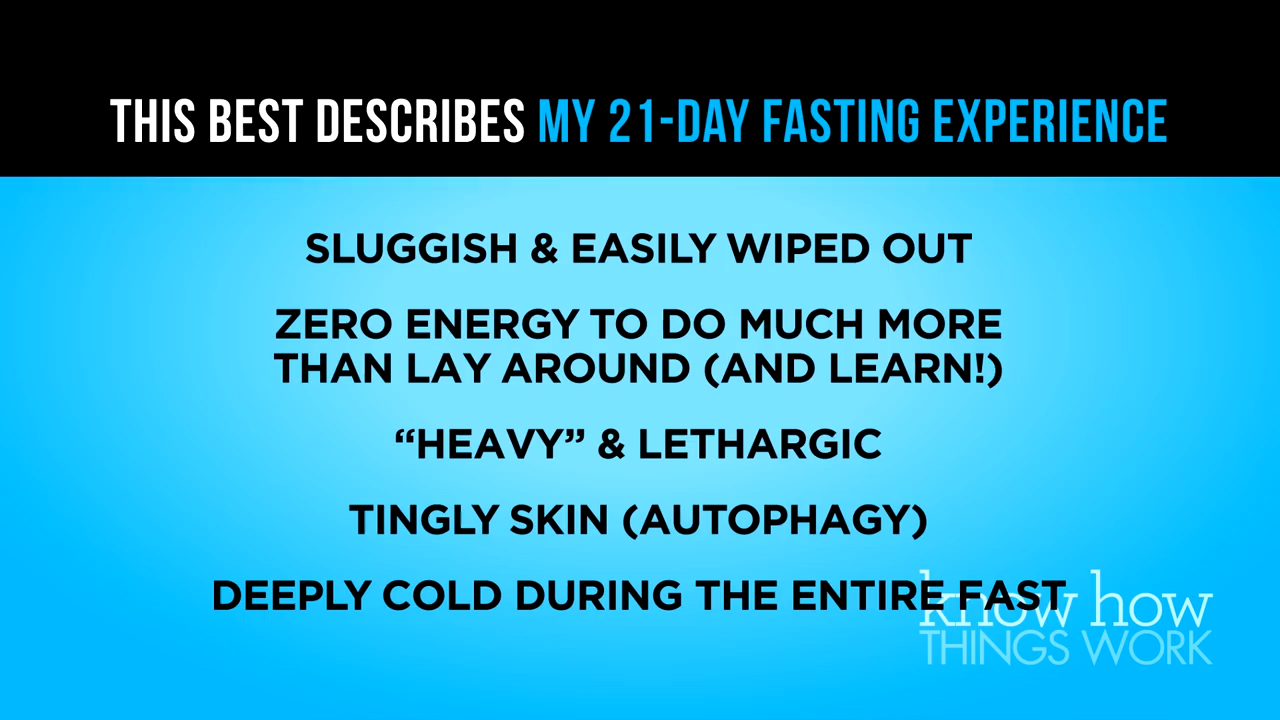 THIS BEST DESCRIBES MY 21-DAY FASTING EXPERIENCE
SLUGGISH & EASILY WIPED OUT
ZERO ENERGY TO DO MUCH MORE
THAN LAY AROUND (AND LEARN!)
“HEAVY” & LETHARGIC
TINGLY SKIN (AUTOPHAGY)
DEEPLY COLD DURING THE ENTIRE FAST
know how
THINGS WORK